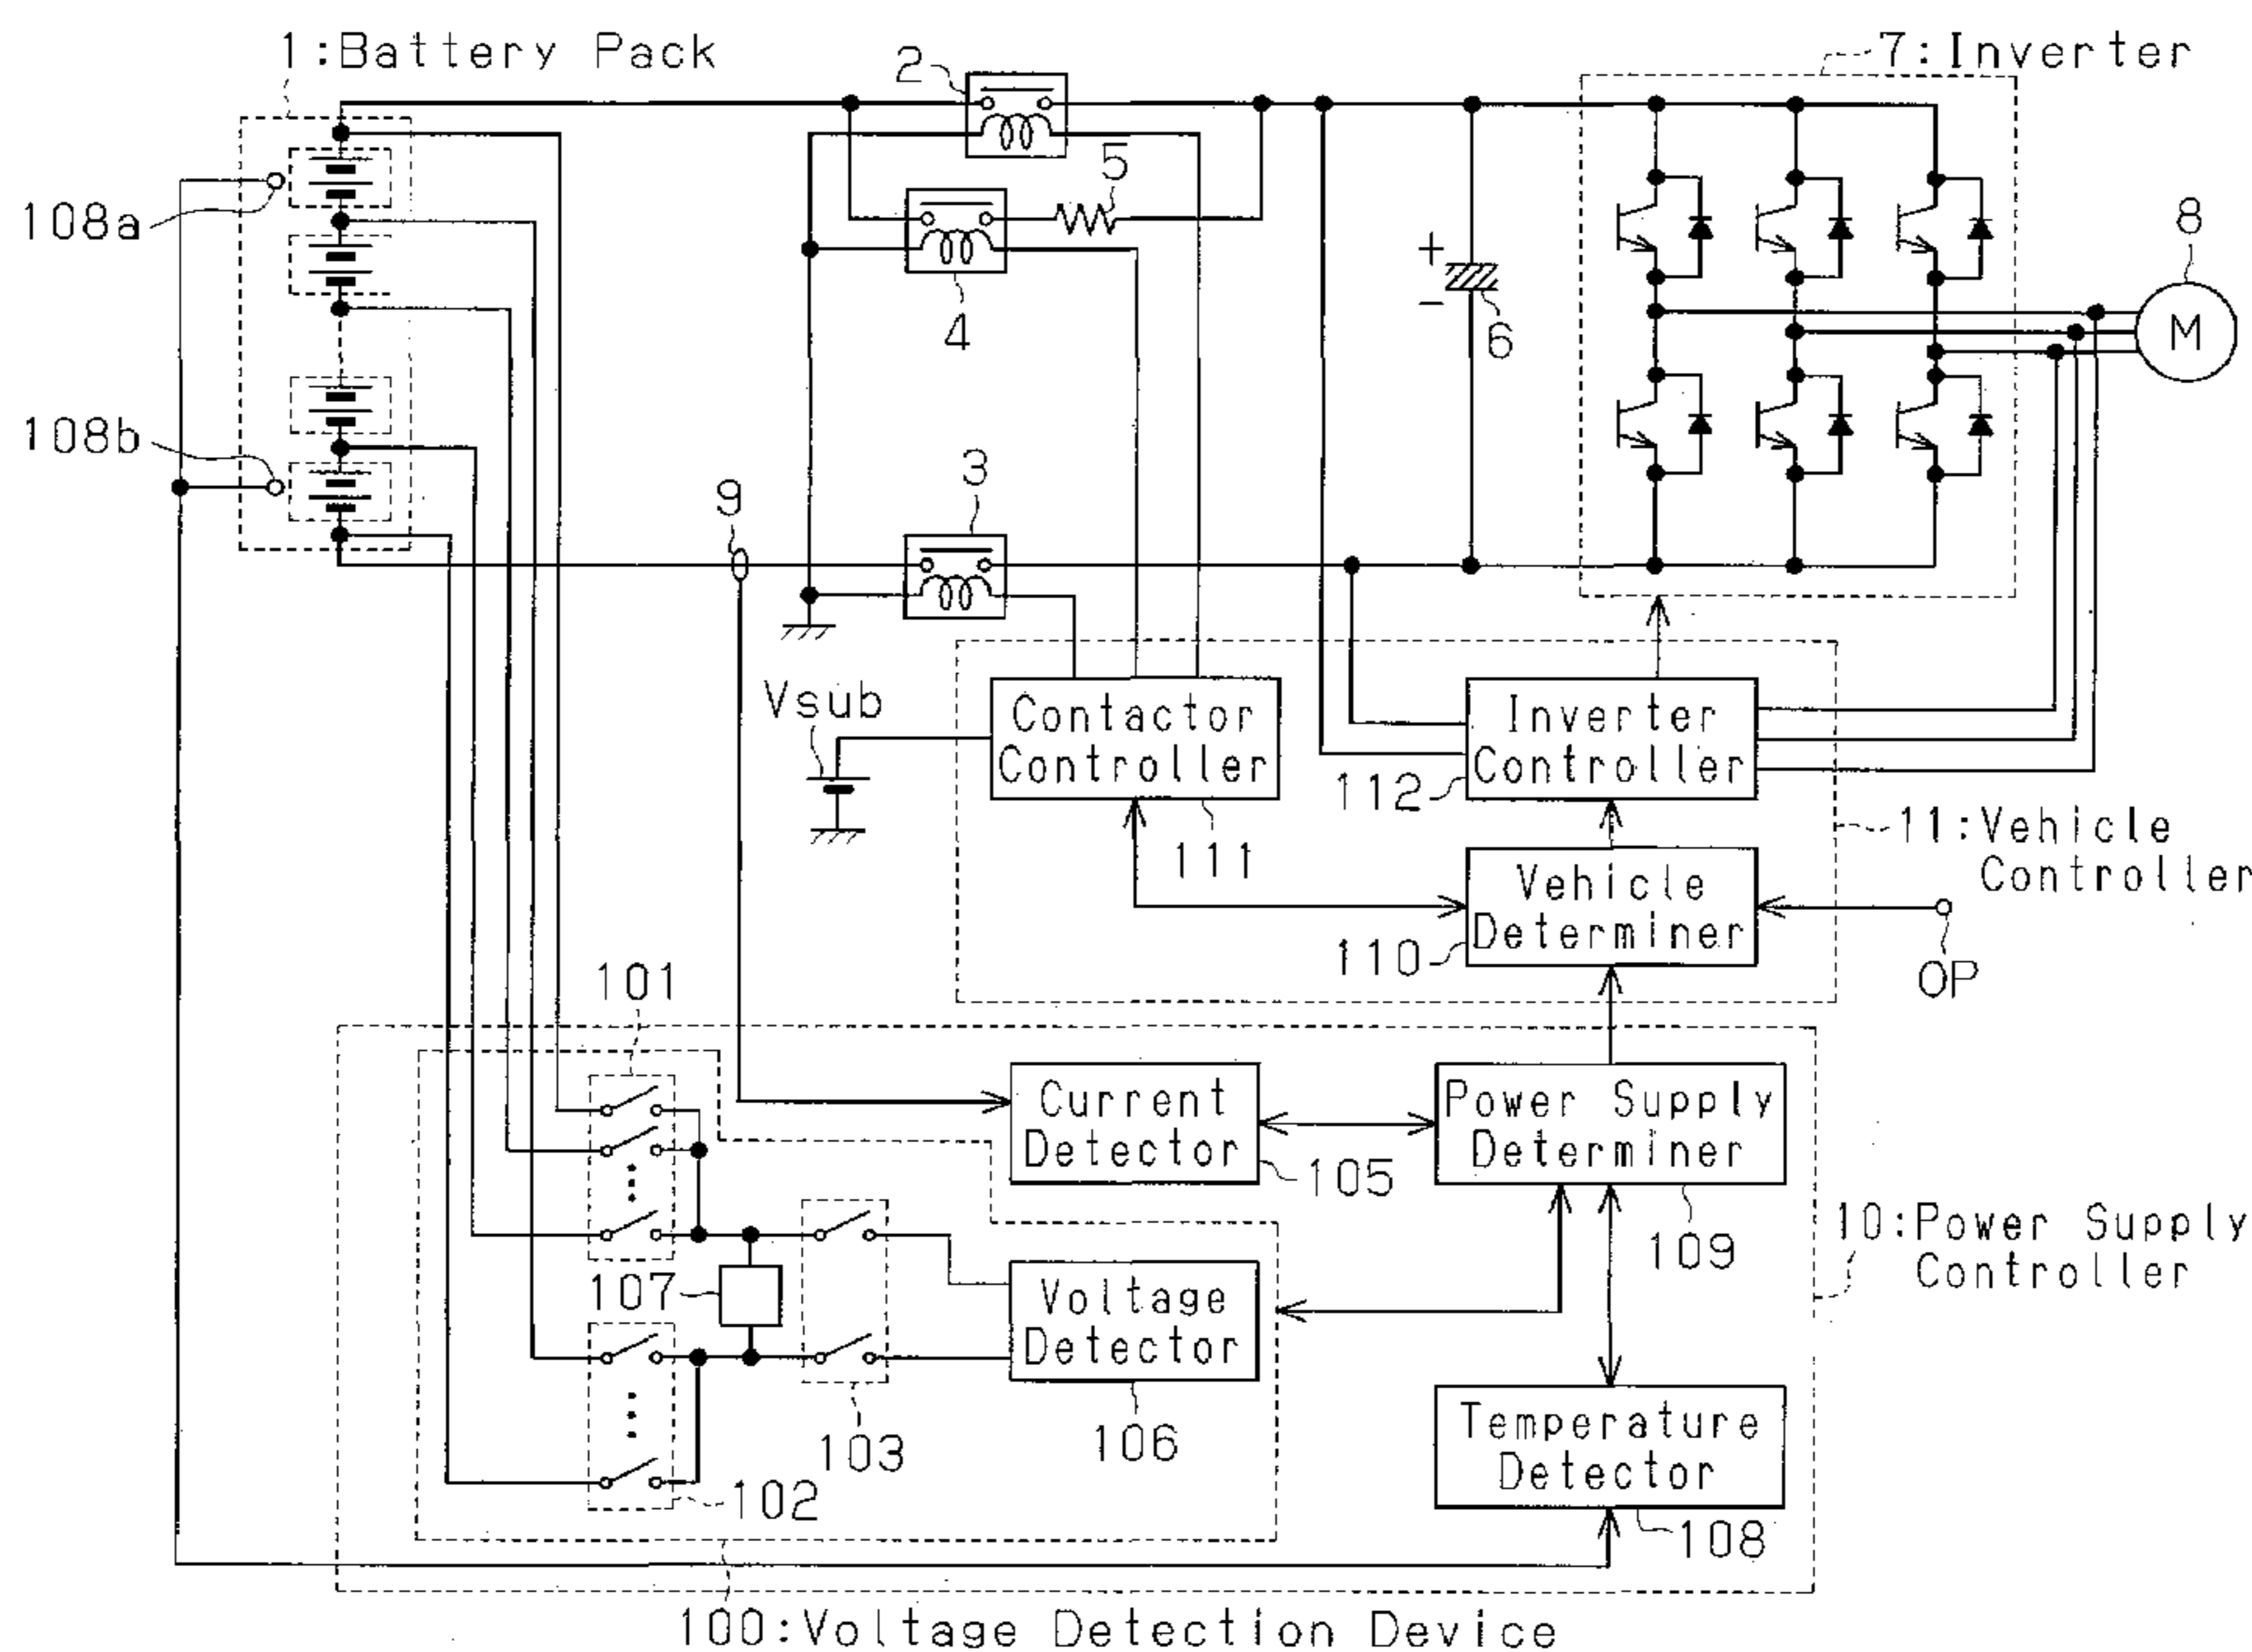 1:Battery Pack
2
7:Inverter
108a
5
8
+
-
6
4
M
108b
3
9
Vsub
Contactor
Controller
Inverter
Controller
112
11:Vehicle
Controller
111
Vehicle
Determiner
110
OP
101
Current
Detector
105
Power Supply
Determiner
109
10:Power Supply
Controller
107
Voltage
Detector
103
106
Temperature
Detector
102
108
100:Voltage Detection Device